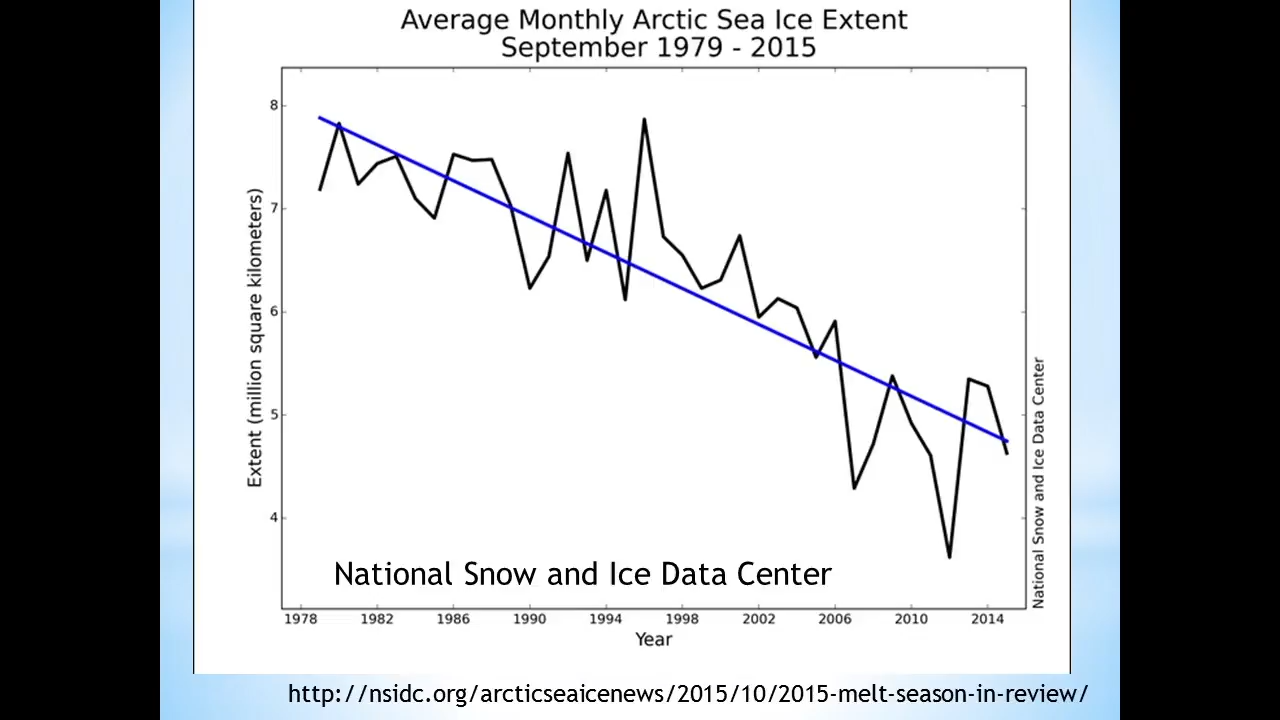 Average Monthly Arctic Sea Ice Extent
September 1979 - 2015
8
7
6
5
4
Extent (million square kilometers)
National Snow and Ice Data Center
National Snow and Ice Data Center
1978 1982 1986 1990 1994 1998 2002 2006 2010 2014
Year
http://nsidc.org/arcticseaicenews/2015/10/2015-melt-season-in-review/